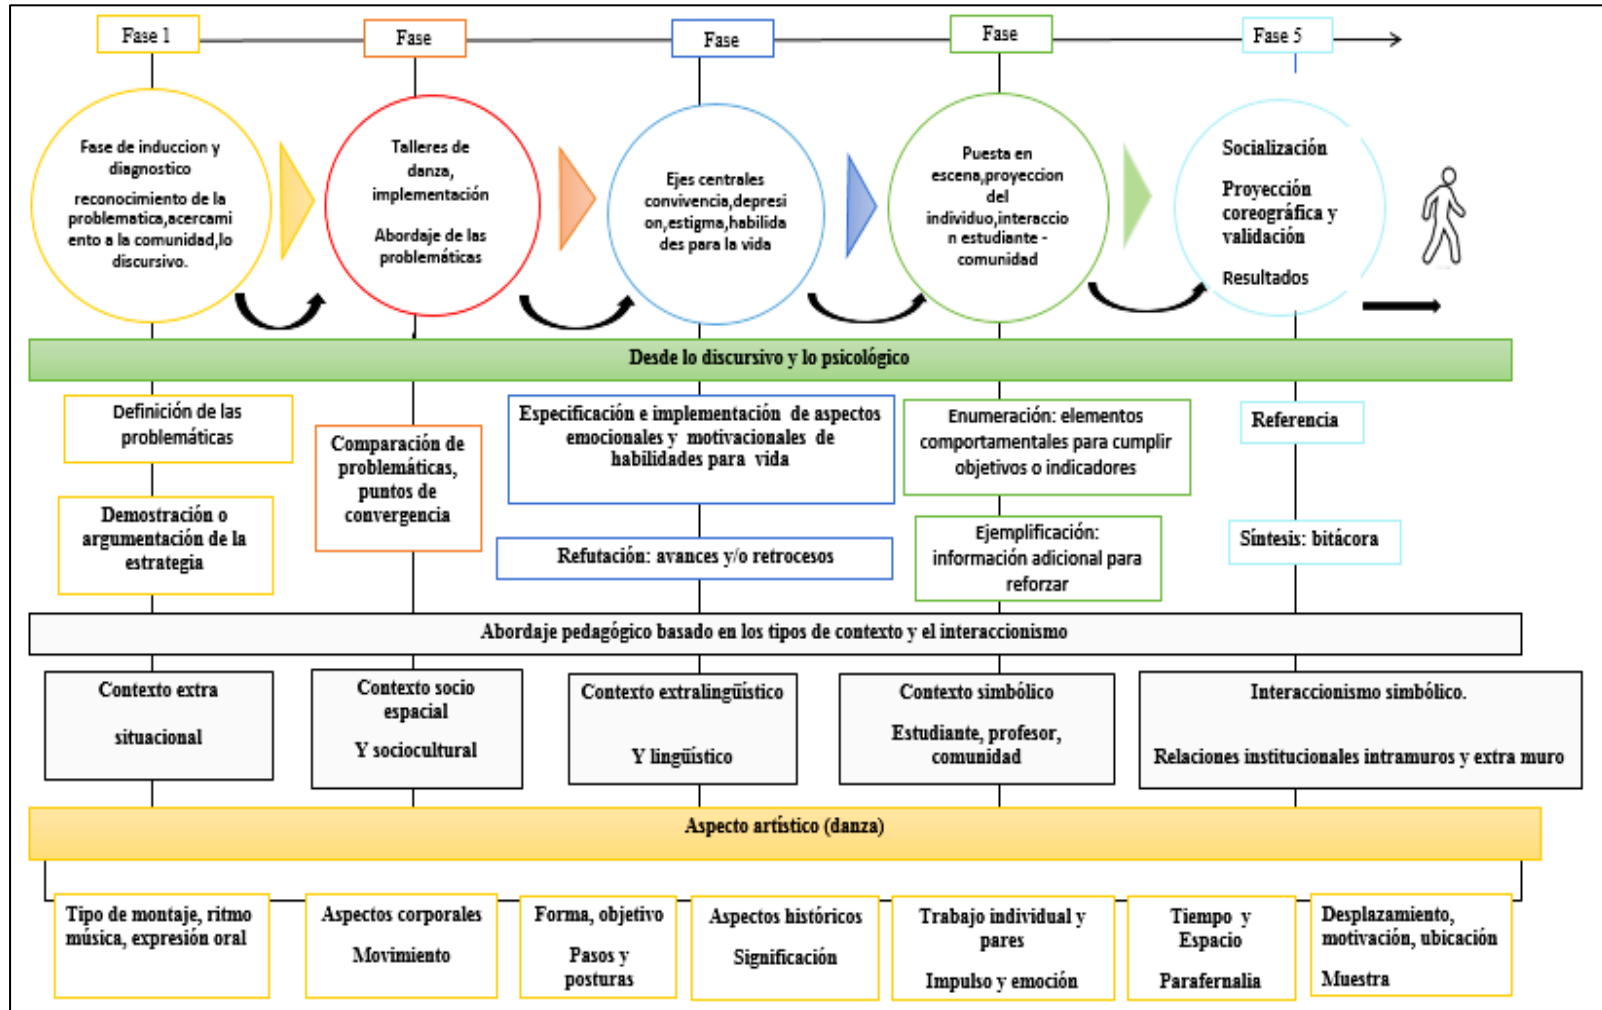 Fase 1
Fase
Fase
Fase
Fase 5
Fase de induccion y
diagnostico
reconocimiento de la
problematica,acercami
ento a la comunidad,lo
discursivo.
Talleres de
danza,
implementación
Abordaje de las
problemáticas
Ejes centrales
convivencia,depresi
on,estigma,habilida
des para la vida
Puesta en
escena,proyeccion
del
individuo,interaccio
n estudiante -
comunidad
Socialización
Proyección
coreográfica y
validación
Resultados
Desde lo discursivo y lo psicológico
Definición de las
problemáticas
Demostración o
argumentación de la
estrategia
Comparación de
problemáticas,
puntos de
convergencia
Especificación e implementación de aspectos
emocionales y motivacionales de
habilidades para vida
Refutación: avances y/o retrocesos
Enumeración: elementos
comportamentales para cumplir
objetivos o indicadores
Ejemplificación:
información adicional para
reforzar
Referencia
Síntesis: bitácora
Abordaje pedagógico basado en los tipos de contexto y el interaccionismo
Contexto extra
situacional
Contexto socio
espacial
Y sociocultural
Contexto extralingüístico
Y lingüístico
Contexto simbólico
Estudiante, profesor,
comunidad
Interaccionismo simbólico.
Relaciones institucionales intramuros y extra muro
Aspecto artístico (danza)
Tipo de montaje, ritmo
música, expresión oral
Aspectos corporales
Movimiento
Forma, objetivo
Pasos y
posturas
Aspectos históricos
Significación
Trabajo individual y
pares
Impulso y emoción
Tiempo y
Espacio
Parafernalia
Desplazamiento,
motivación, ubicación
Muestra